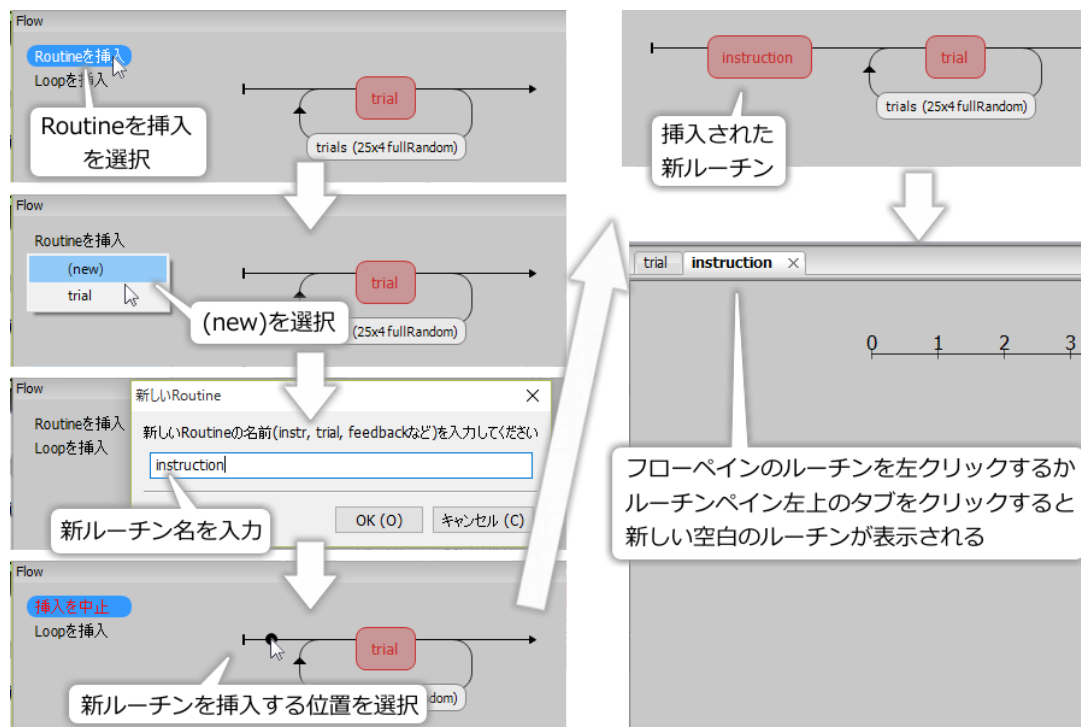 Flow
Routineを挿入
Loopを挿入
Routineを挿入
を選択
trial
trials (25x4 fullRandom)
Flow
Routineを挿入
(new)
trial
(new)を選択
trial
(25x4 fullRandom)
Flow
Routineを挿入
Loopを挿入
新しいRoutine
新しいRoutineの名前(instr, trial, feedbackなど)を入力してください
instruction
OK (O)
キャンセル (C)
新ルーチン名を入力
Flow
挿入を中止
Loopを挿入
trial
dom)
新ルーチンを挿入する位置を選択
instruction
trial
trials (25x4 fullRandom)
挿入された
新ルーチン
trial instruction
0 1 2 3
フローペインのルーチンを左クリックするか
ルーチンペイン左上のタブをクリックすると
新しい空白のルーチンが表示される